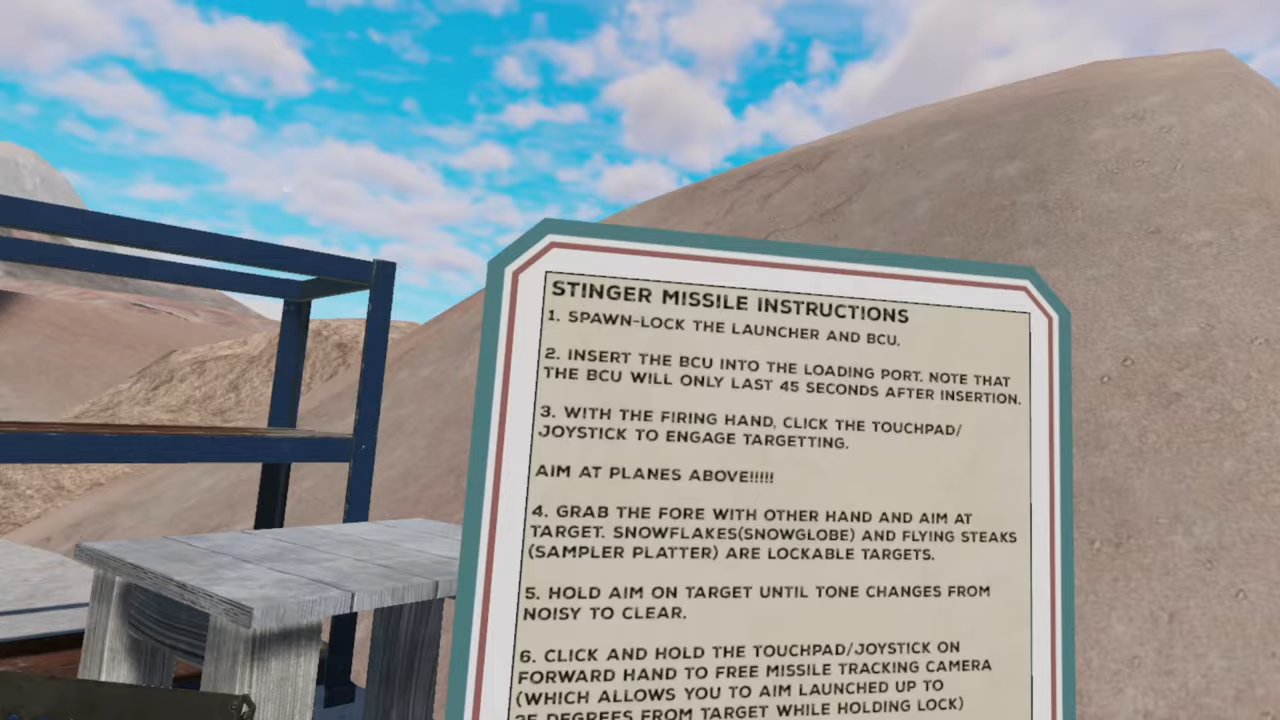 STINGER MISSILE INSTRUCTIONS
1. SPAWN-LOCK THE LAUNCHER AND BCU.
2. INSERT THE BCU INTO THE LOADING PORT. NOTE THAT
THE BCU WILL ONLY LAST 45 SECONDS AFTER INSERTION.
3. WITH THE FIRING HAND, CLICK THE TOUCHPAD/
JOYSTICK TO ENGAGE TARGETTING.
AIM AT PLANES ABOVE!!!!!
4. GRAB THE FORE WITH OTHER HAND AND AIM AT
TARGET. SNOWFLAKES(SNOWGLOBE) AND FLYING STEAKS
(SAMPLER PLATTER) ARE LOCKABLE TARGETS.
5. HOLD AIM ON TARGET UNTIL TONE CHANGES FROM
NOISY TO CLEAR.
6. CLICK AND HOLD THE TOUCHPAD/JOYSTICK ON
FORWARD HAND TO FREE MISSILE TRACKING CAMERA
(WHICH ALLOWS YOU TO AIM LAUNCHED UP TO
DEGREES FROM TARGET WHILE HOLDING LOCK)